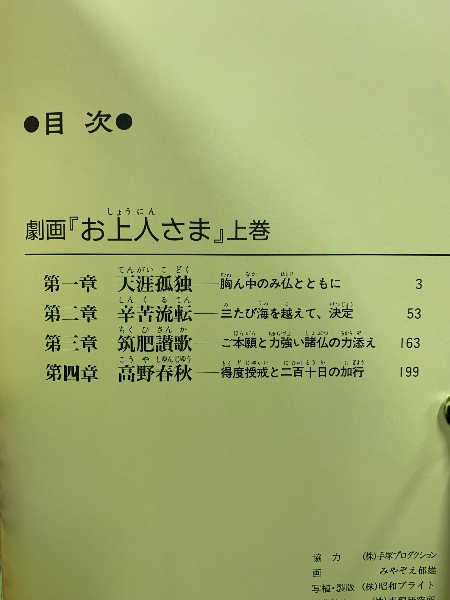 ●目次●
劇画『お上人さま』上巻
第一章 天涯孤独──胸ん中のみ仏とともに 3
第二章 辛苦流転──三たび海を越えて、決定 53
第三章 筑肥讃歌──ご本願と力強い諸仏の力添え 163
第四章 高野春秋──得度授戒と二百十日の加行 199
協力 (株)手塚プロダクション
画 みやぞえ郁雄
写植・製版 (株)昭和ブライト